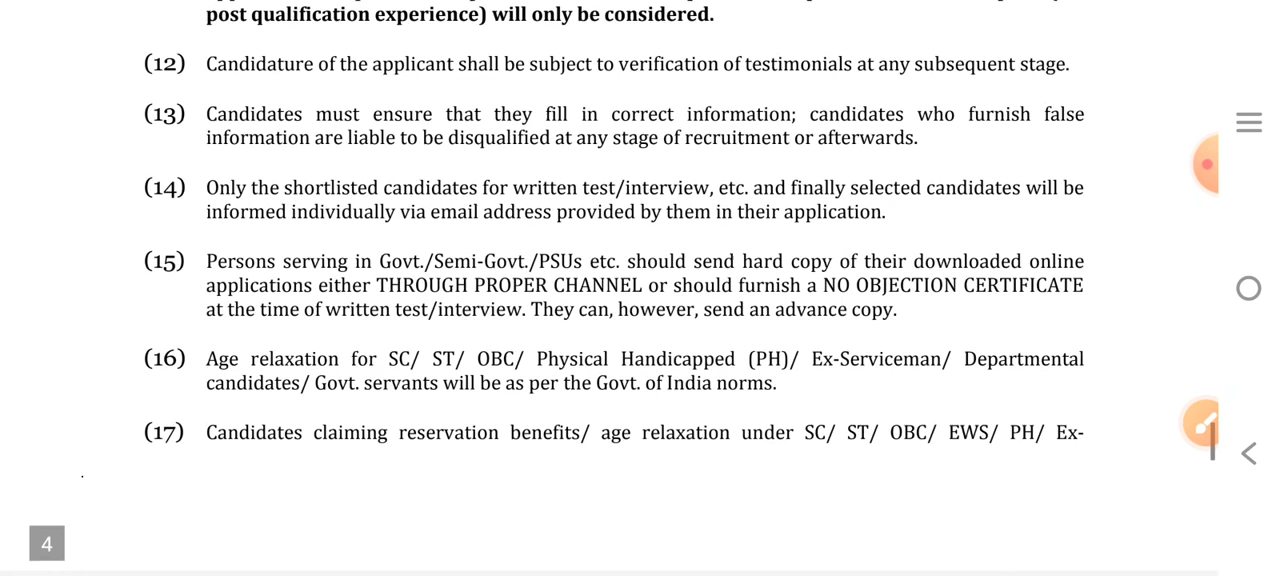 post qualification experience) will only be considered.
(12) Candidature of the applicant shall be subject to verification of testimonials at any subsequent stage.
(13) Candidates must ensure that they fill in correct information; candidates who furnish false
information are liable to be disqualified at any stage of recruitment or afterwards.
(14) Only the shortlisted candidates for written test/interview, etc. and finally selected candidates will be
informed individually via email address provided by them in their application.
(15) Persons serving in Govt./Semi-Govt./PSUs etc. should send hard copy of their downloaded online
applications either THROUGH PROPER CHANNEL or should furnish a NO OBJECTION CERTIFICATE
at the time of written test/interview. They can, however, send an advance copy.
(16) Age relaxation for SC/ ST/ OBC/ Physical Handicapped (PH)/ Ex-Serviceman/ Departmental
candidates/ Govt. servants will be as per the Govt. of India norms.
(17) Candidates claiming reservation benefits/ age relaxation under SC/ ST/ OBC/ EWS/ PH/ Ex-
4